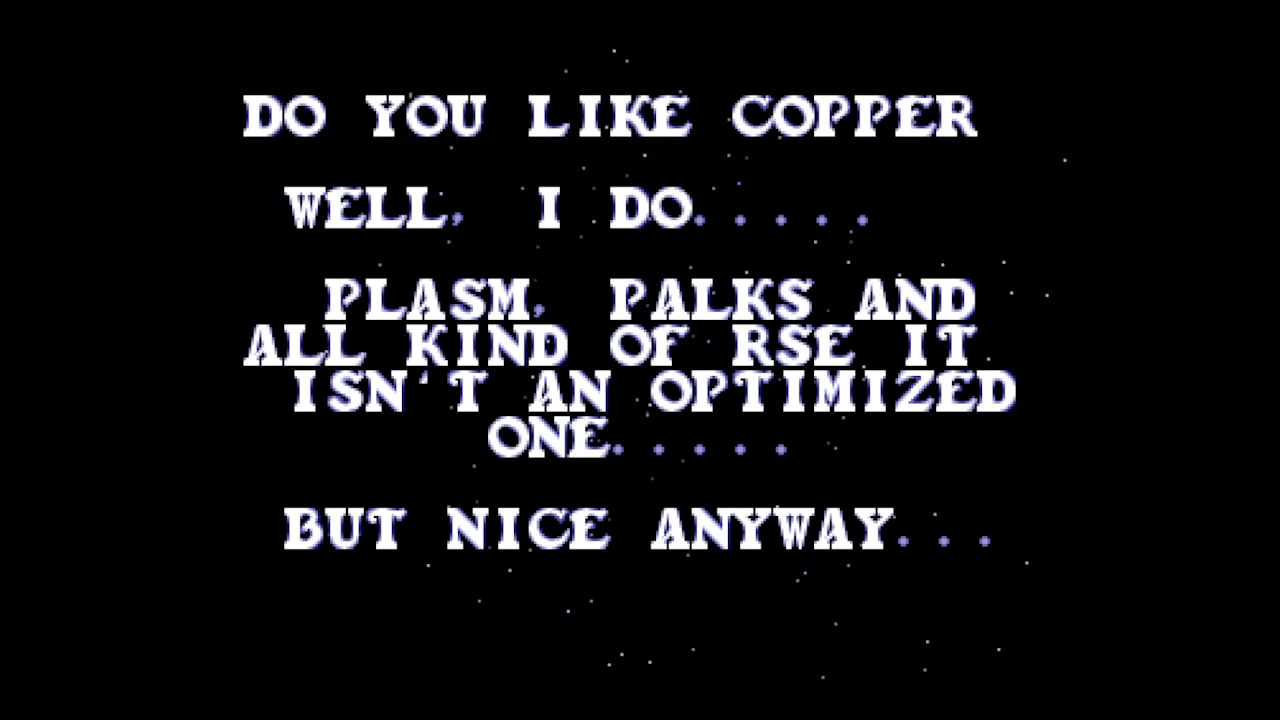 DO YOU LIKE COPPER
WELL, I DO.....
PLASM, PALKS AND
ALL KIND OF RSE IT
ISN'T AN OPTIMIZED
ONE.....
BUT NICE ANYWAY...